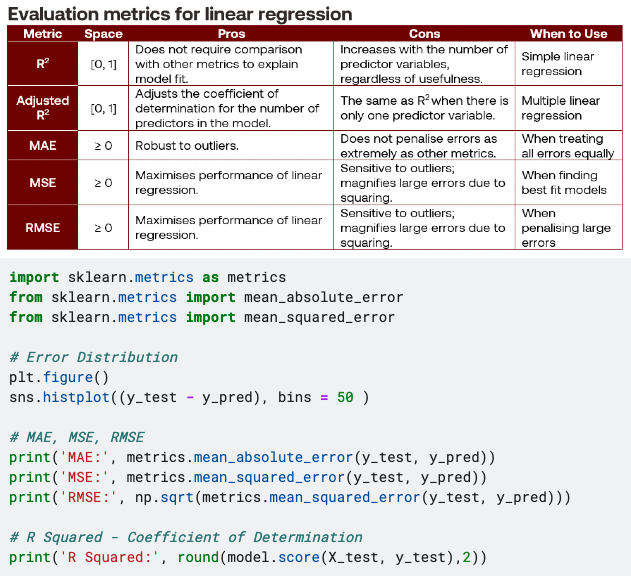 Evaluation metrics for linear regression
Metric Space Pros Cons When to Use
R² [0, 1] Does not require comparison with other metrics to explain model fit. Increases with the number of predictor variables, regardless of usefulness. Simple linear regression
Adjusted R² [0, 1] Adjusts the coefficient of determination for the number of predictors in the model. The same as R² when there is only one predictor variable. Multiple linear regression
MAE ≥ 0 Robust to outliers. Does not penalise errors as extremely as other metrics. When treating all errors equally
MSE ≥ 0 Maximises performance of linear regression. Sensitive to outliers; magnifies large errors due to squaring. When finding best fit models
RMSE ≥ 0 Maximises performance of linear regression. Sensitive to outliers; magnifies large errors due to squaring. When penalising large errors
import sklearn.metrics as metrics
from sklearn.metrics import mean_absolute_error
from sklearn.metrics import mean_squared_error
# Error Distribution
plt.figure()
sns.histplot((y_test - y_pred), bins = 50 )
# MAE, MSE, RMSE
print('MAE:', metrics.mean_absolute_error(y_test, y_pred))
print('MSE:', metrics.mean_squared_error(y_test, y_pred))
print('RMSE:', np.sqrt(metrics.mean_squared_error(y_test, y_pred)))
# R Squared - Coefficient of Determination
print('R Squared:', round(model.score(X_test, y_test),2))